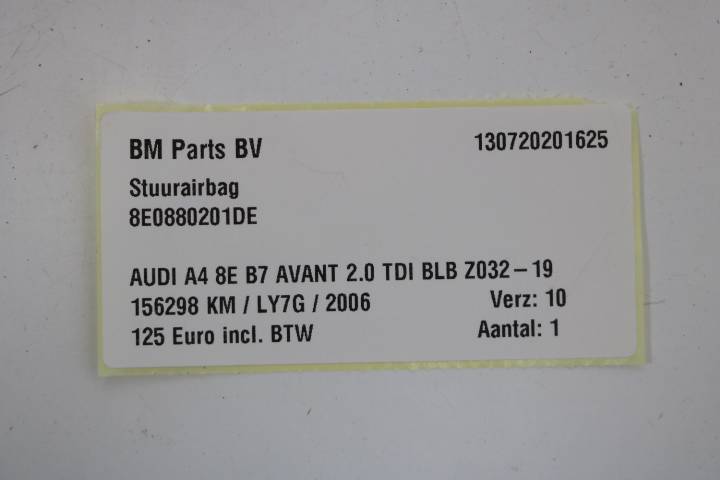 BM Parts BV 130720201625
Stuurairbag
8E0880201DE
AUDI A4 8E B7 AVANT 2.0 TDI BLB Z032-19
156298 KM / LY7G / 2006 Verz: 10
125 Euro incl. BTW Aantal: 1